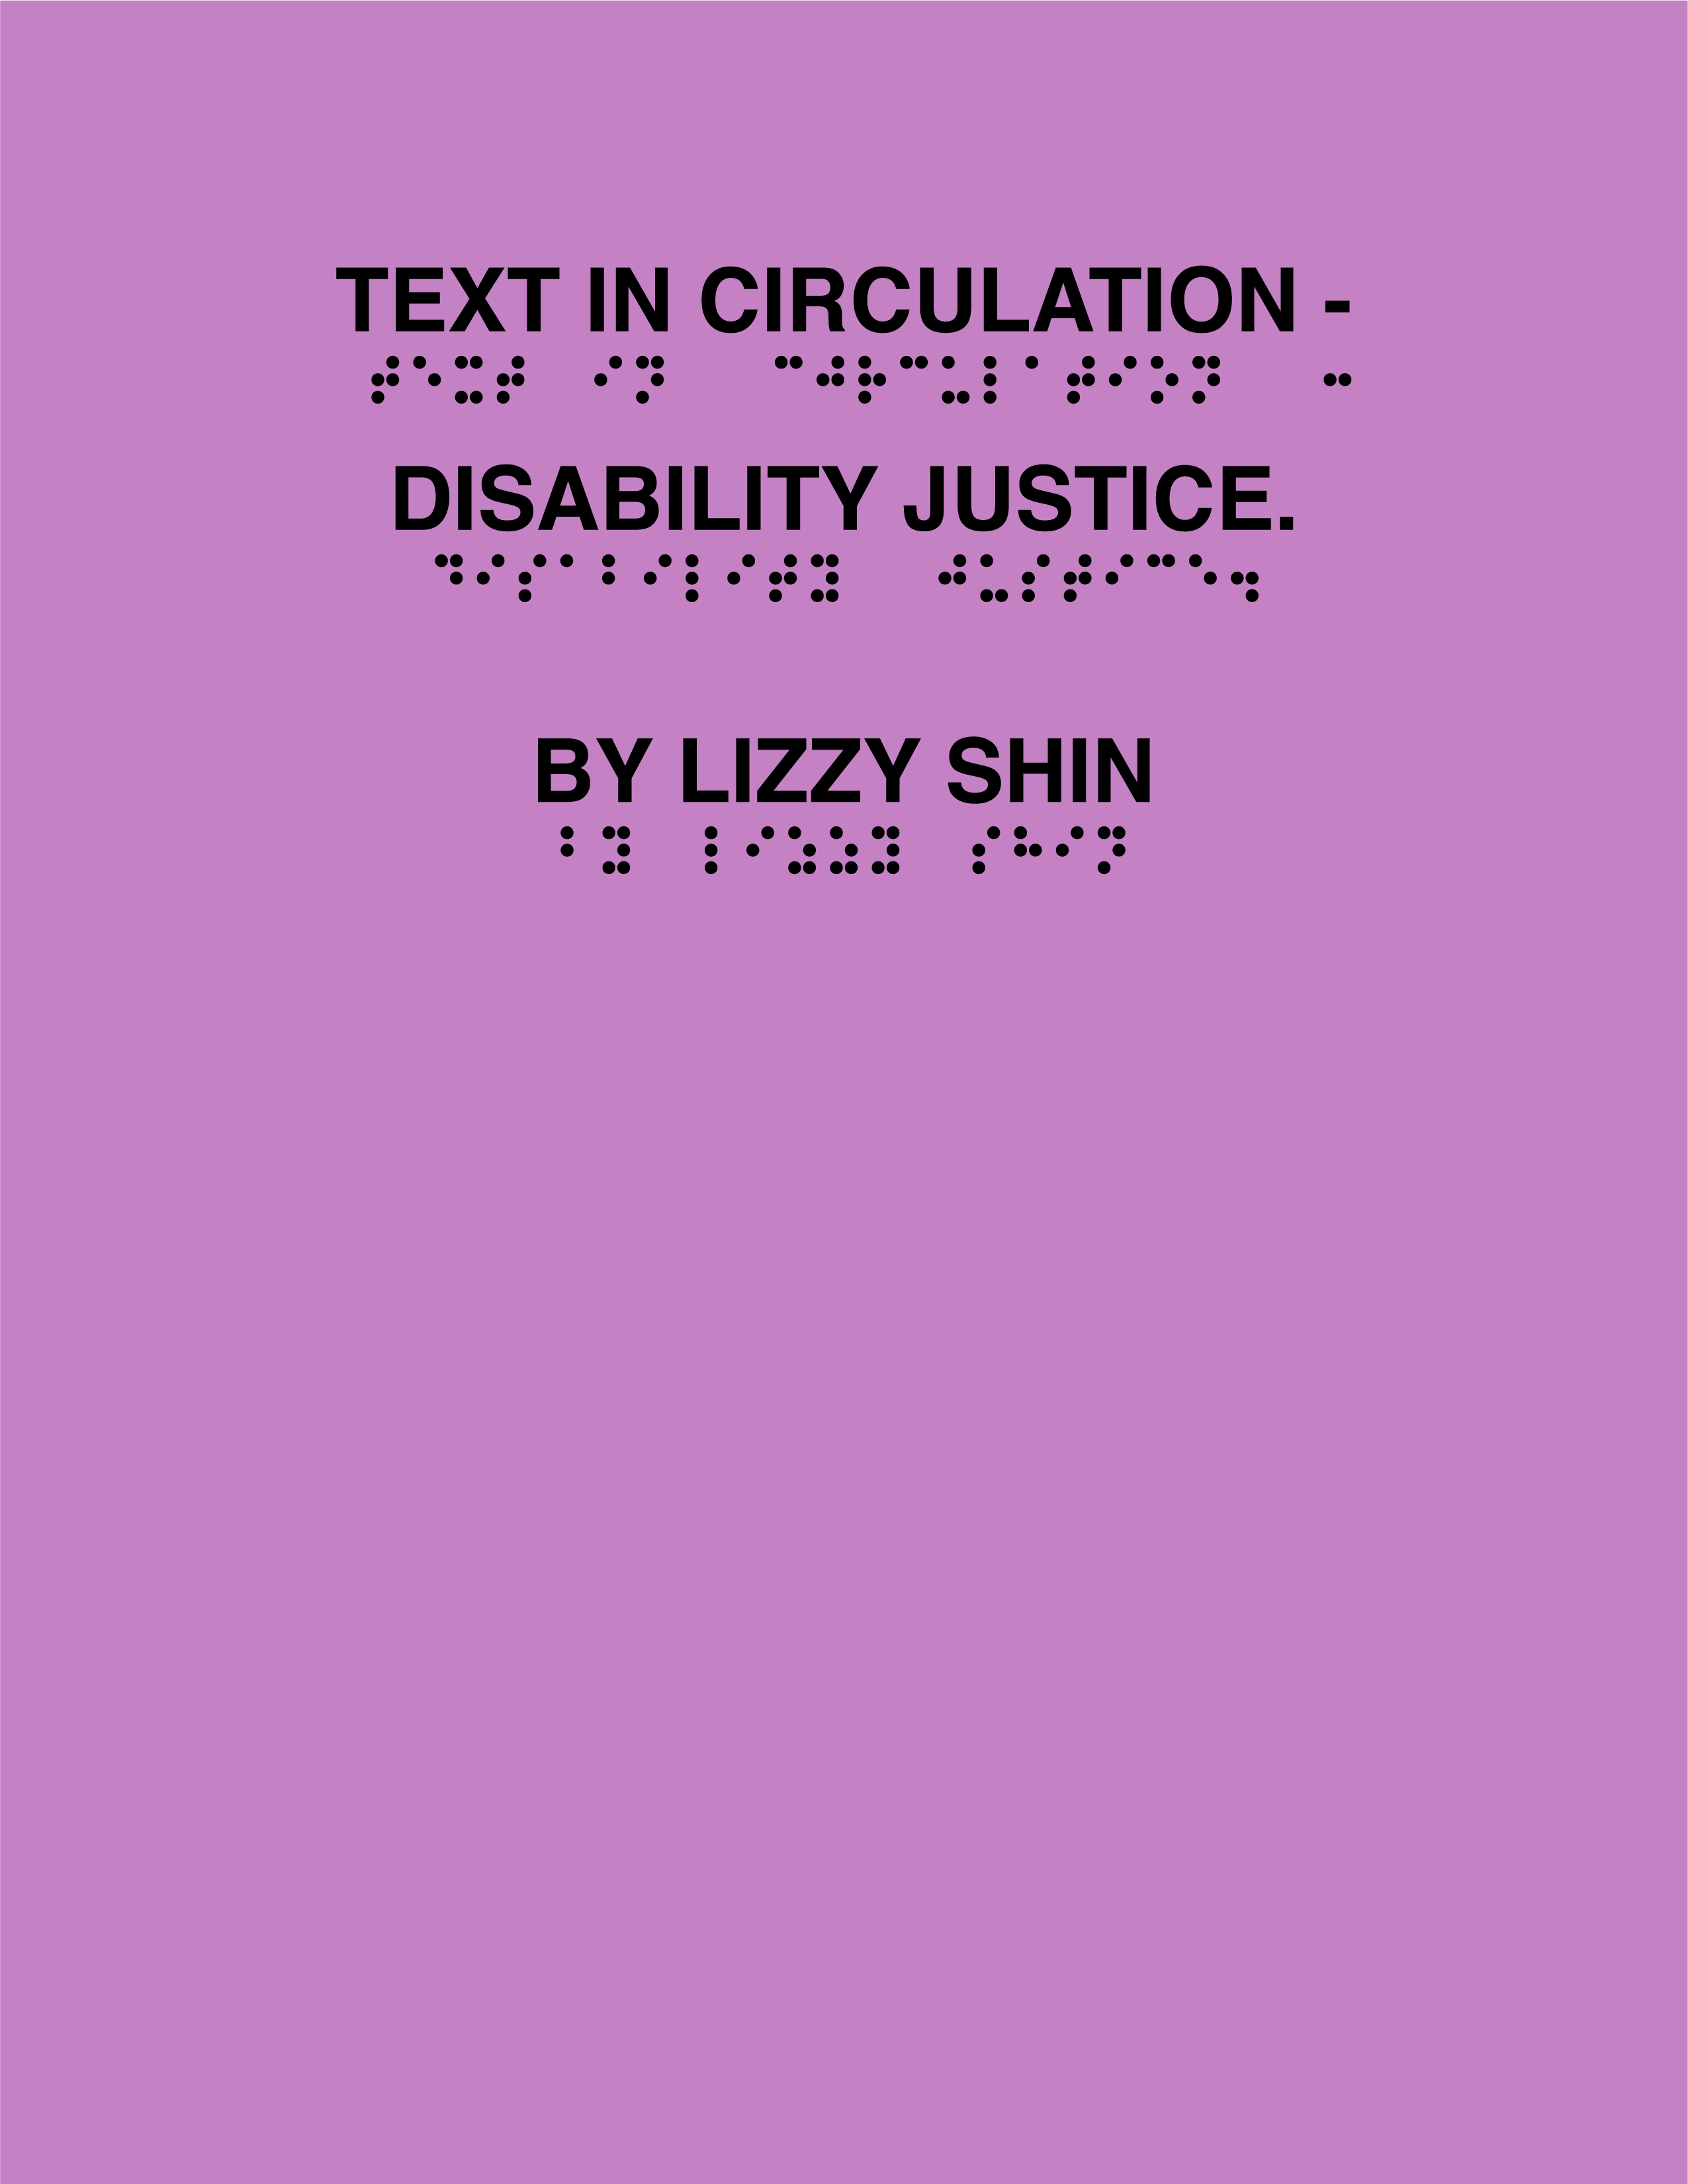 TEXT IN CIRCULATION -
⠞⠑⠭⠞ ⠊⠝ ⠉⠚⠗⠉⠥⠇⠁⠞⠊⠕⠝ ⠒
DISABILITY JUSTICE.
⠙⠊⠎⠁⠃⠊⠇⠊⠞⠽ ⠚⠥⠎⠞⠊⠉⠑⠲
BY LIZZY SHIN
⠃⠽ ⠇⠊⠵⠵⠽ ⠎⠓⠊⠝